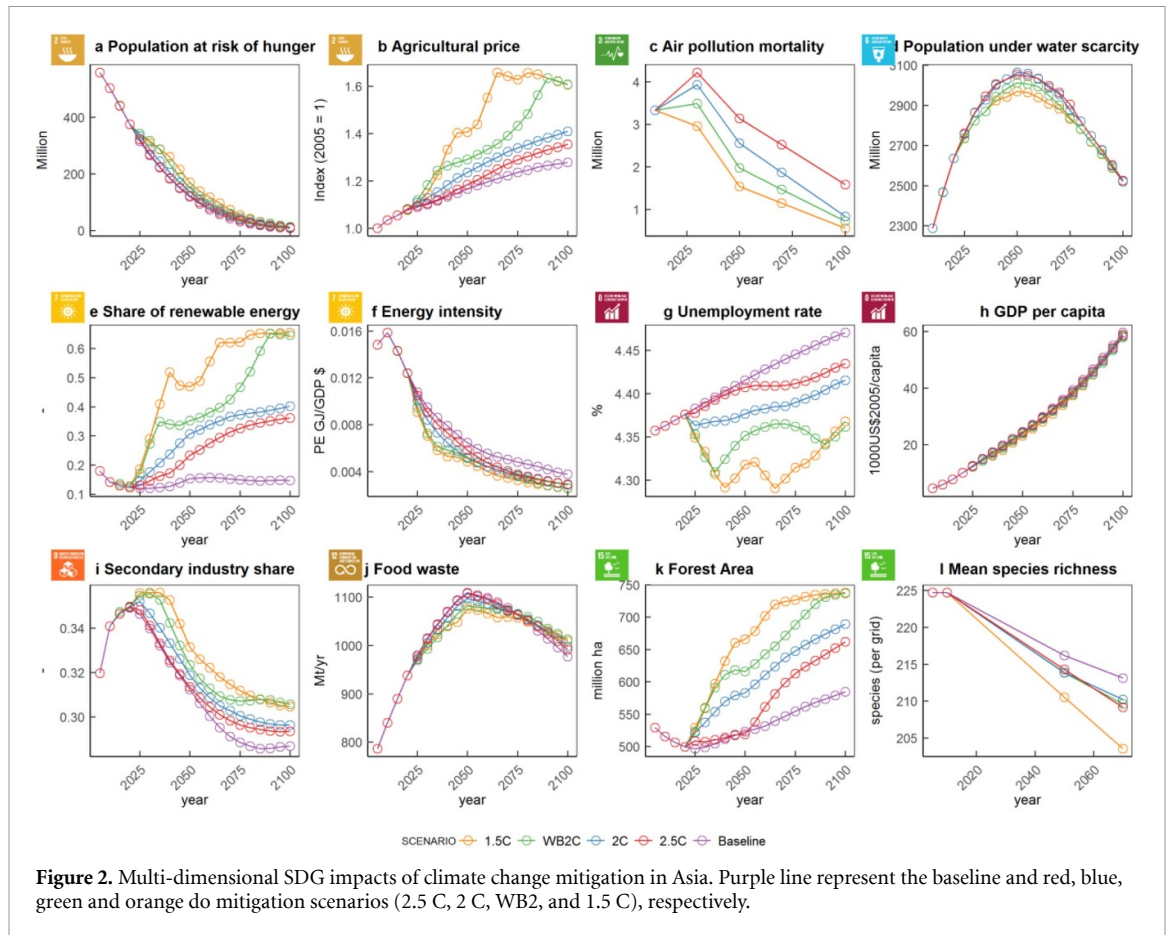 a Population at risk of hunger
b Agricultural price
c Air pollution mortality
d Population under water scarcity
Million
400
200
0
2025
2050
2075
2100
year
Index (2005 = 1)
1.6
1.4
1.2
1.0
2025
2050
2075
2100
year
Million
4
3
2
1
2025
2050
2075
2100
year
Million
3100
2900
2700
2500
2300
2025
2050
2075
2100
year
e Share of renewable energy
f Energy intensity
g Unemployment rate
h GDP per capita
-
0.6
0.5
0.4
0.3
0.2
0.1
2025
2050
2075
2100
year
PE GJ/GDP $
0.016
0.012
0.008
0.004
2025
2050
2075
2100
year
%
4.45
4.40
4.35
4.30
2025
2050
2075
2100
year
1000US$2005/capita
60
40
20
2025
2050
2075
2100
year
i Secondary industry share
j Food waste
k Forest Area
l Mean species richness
-
0.34
0.32
0.30
2025
2050
2075
2100
year
Mt/yr
1100
1000
900
800
2025
2050
2075
2100
year
million ha
750
700
650
600
550
500
2025
2050
2075
2100
year
species (per grid)
225
220
215
210
205
2020
2040
2060
year
SCENARIO 1.5C WB2C 2C 2.5C Baseline
Figure 2. Multi-dimensional SDG impacts of climate change mitigation in Asia. Purple line represent the baseline and red, blue,
green and orange do mitigation scenarios (2.5 C, 2 C, WB2, and 1.5 C), respectively.